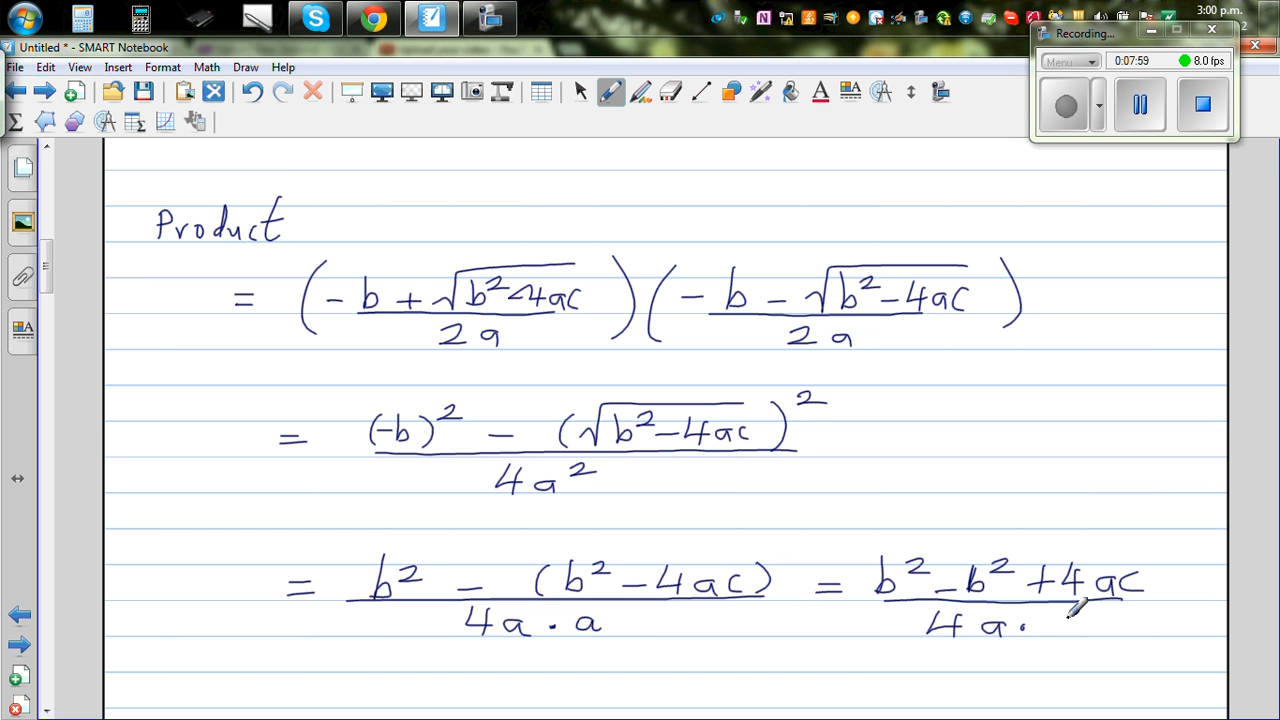 3:00 p.m.
2
Untitled * - SMART Notebook
Recording...
File Edit View Insert Format Math Draw Help
Menu
0:07:59
8.0 fps
Product
= (-b + √b²-4ac / 2a) (-b - √b²-4ac / 2a)
= (-b)² - (√b²-4ac)² / 4a²
= b² - (b² - 4ac) / 4a · a = b² - b² + 4ac / 4a ·